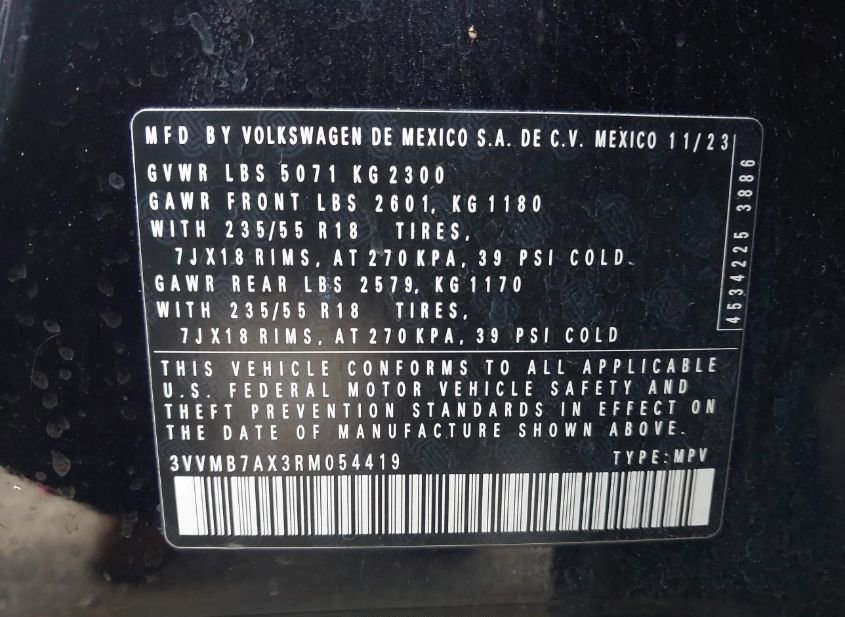 MFD BY VOLKSWAGEN DE MEXICO S.A. DE C.V. MEXICO 11/23
GVWR LBS 5071 KG 2300
GAWR FRONT LBS 2601, KG 1180
WITH 235/55 R18 TIRES,
7JX18 RIMS, AT 270 KPA, 39 PSI COLD.
GAWR REAR LBS 2579, KG 1170
WITH 235/55 R18 TIRES,
7JX18 RIMS, AT 270 KPA, 39 PSI COLD
4534225 3886
THIS VEHICLE CONFORMS TO ALL APPLICABLE
U.S. FEDERAL MOTOR VEHICLE SAFETY AND
THEFT PREVENTION STANDARDS IN EFFECT ON
THE DATE OF MANUFACTURE SHOWN ABOVE.
3VVMB7AX3RM054419 TYPE:MPV